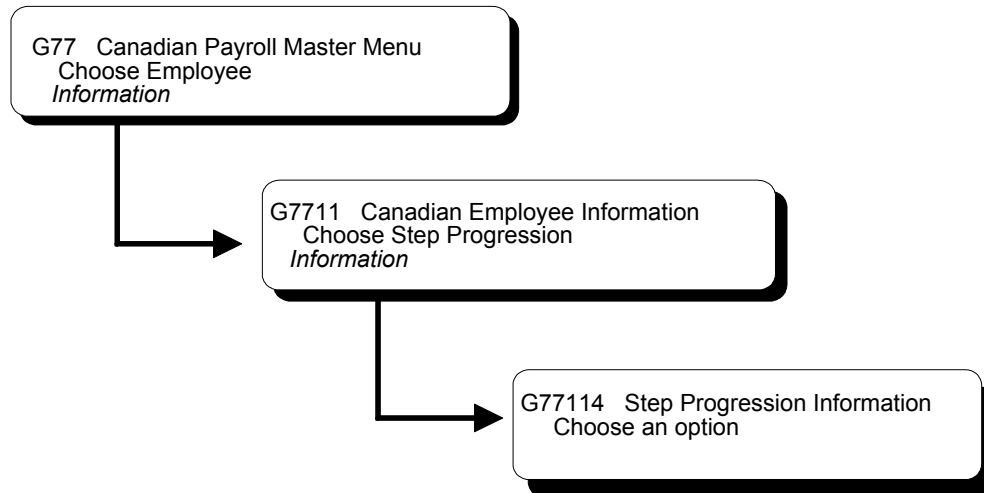 G77 Canadian Payroll Master Menu
Choose Employee
Information
G7711 Canadian Employee Information
Choose Step Progression
Information
G77114 Step Progression Information
Choose an option